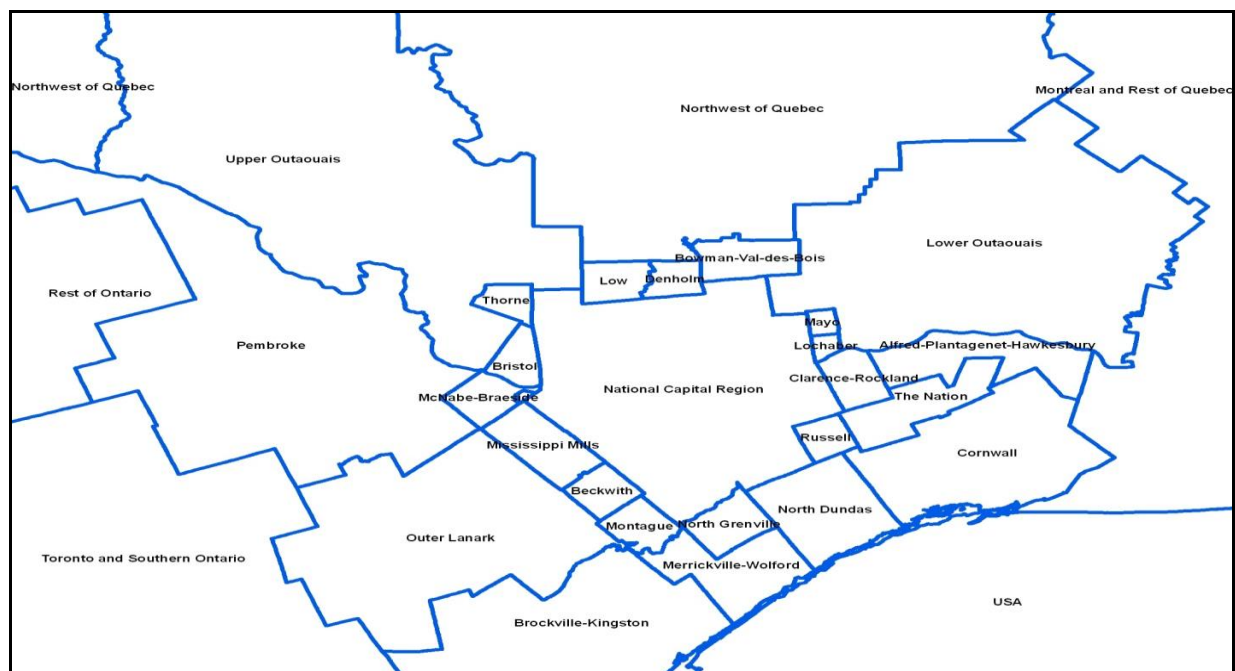 Northwest of Quebec
Montreal and Rest of Quebec
Northwest of Quebec
Upper Outaouais
Lower Outaouais
Bowman-Val-des-Bois
Low
Denholm
Rest of Ontario
Thorne
Mayo
Pembroke
Lochaber
Alfred-Plantagenet-Hawkesbury
Bristol
Clarence-Rockland
National Capital Region
McNabe-Braeside
The Nation
Russell
Mississippi Mills
Cornwall
Beckwith
North Dundas
Montague
North Grenville
Outer Lanark
Toronto and Southern Ontario
Merrickville-Wolford
USA
Brockville-Kingston